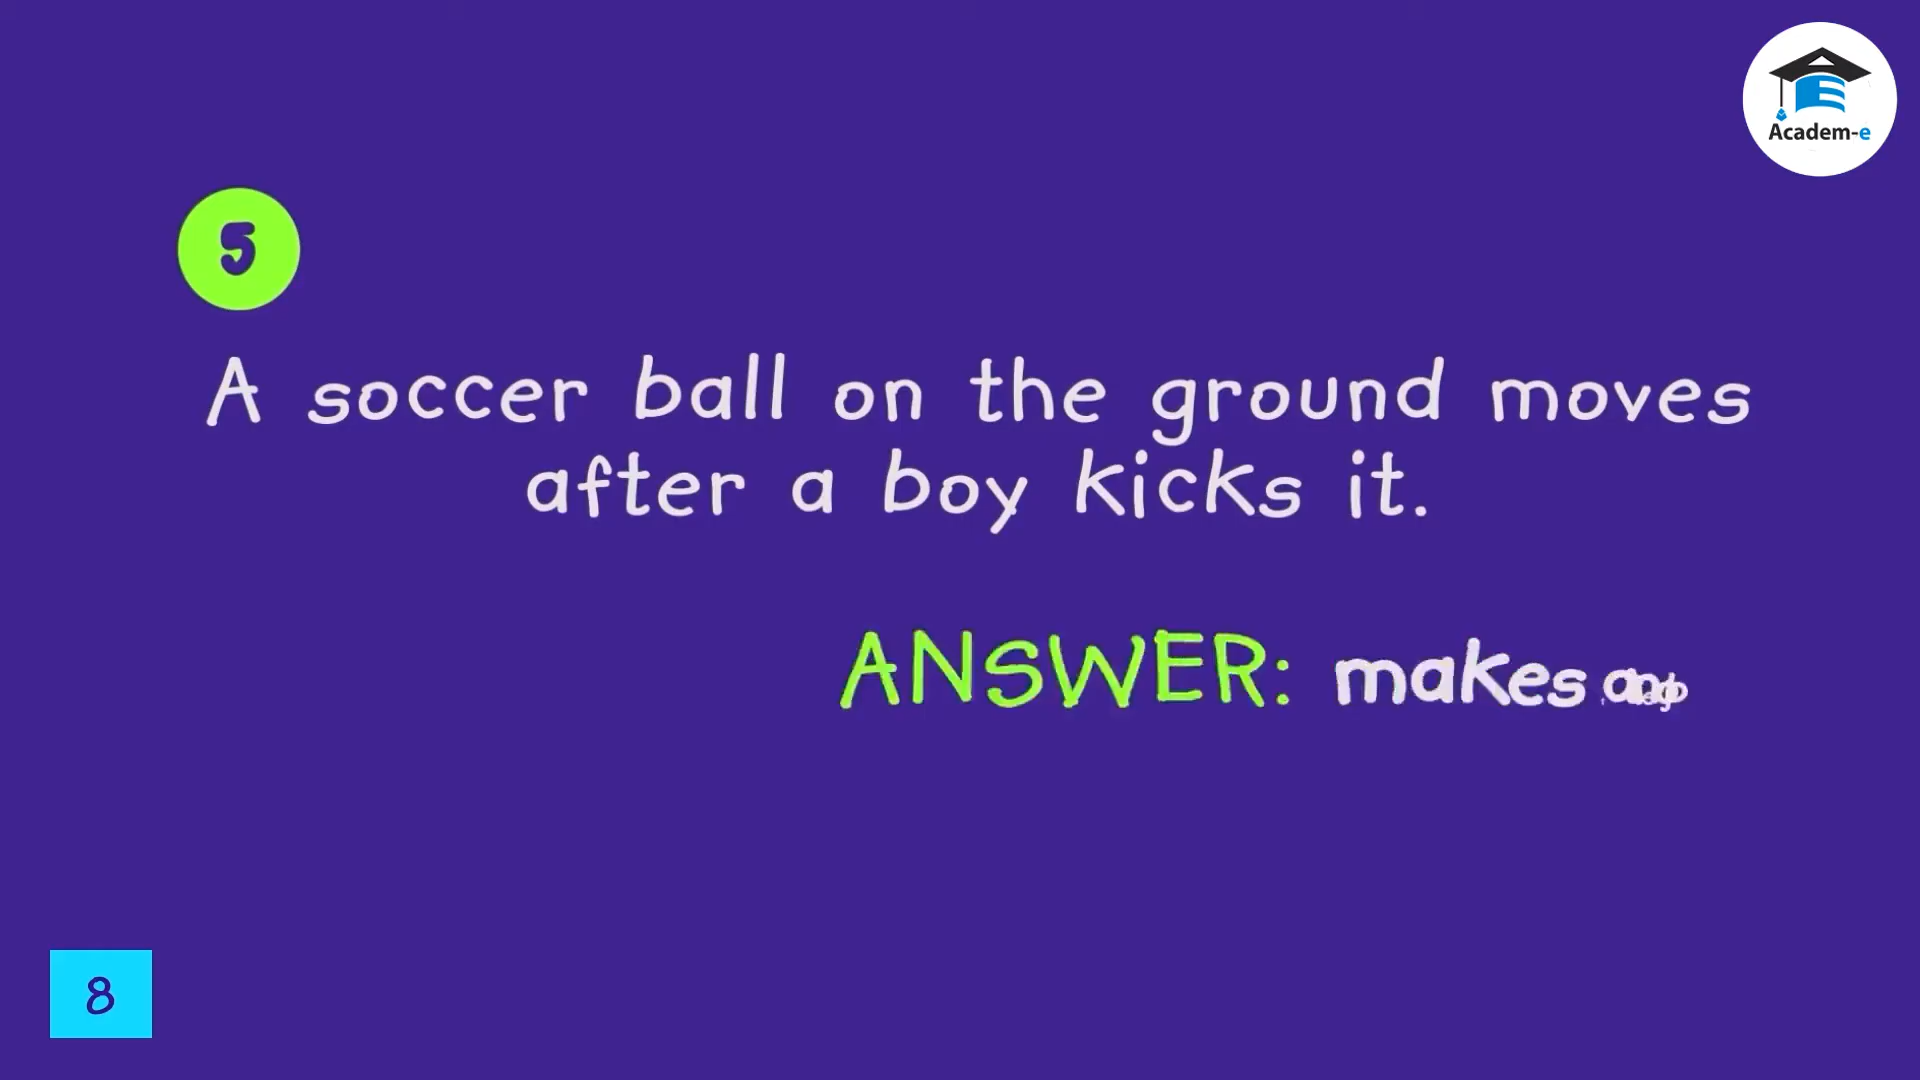 Academ-e
5
A soccer ball on the ground moves
after a boy kicks it.
ANSWER: makes
8